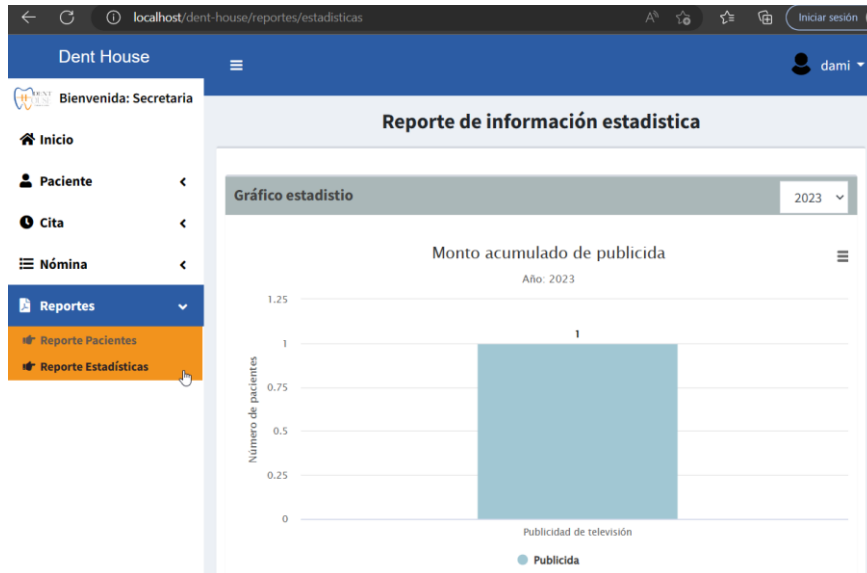 localhost/dent-house/reportes/estadisticas
Iniciar sesión
Dent House
dami
Bienvenida: Secretaria
Inicio
Paciente
Cita
Nómina
Reportes
Reporte Pacientes
Reporte Estadísticas
Reporte de información estadistica
Gráfico estadistio
2023
Monto acumulado de publicida
Año: 2023
Número de pacientes
1.25
1
0.75
0.5
0.25
0
1
Publicidad de televisión
Publicida